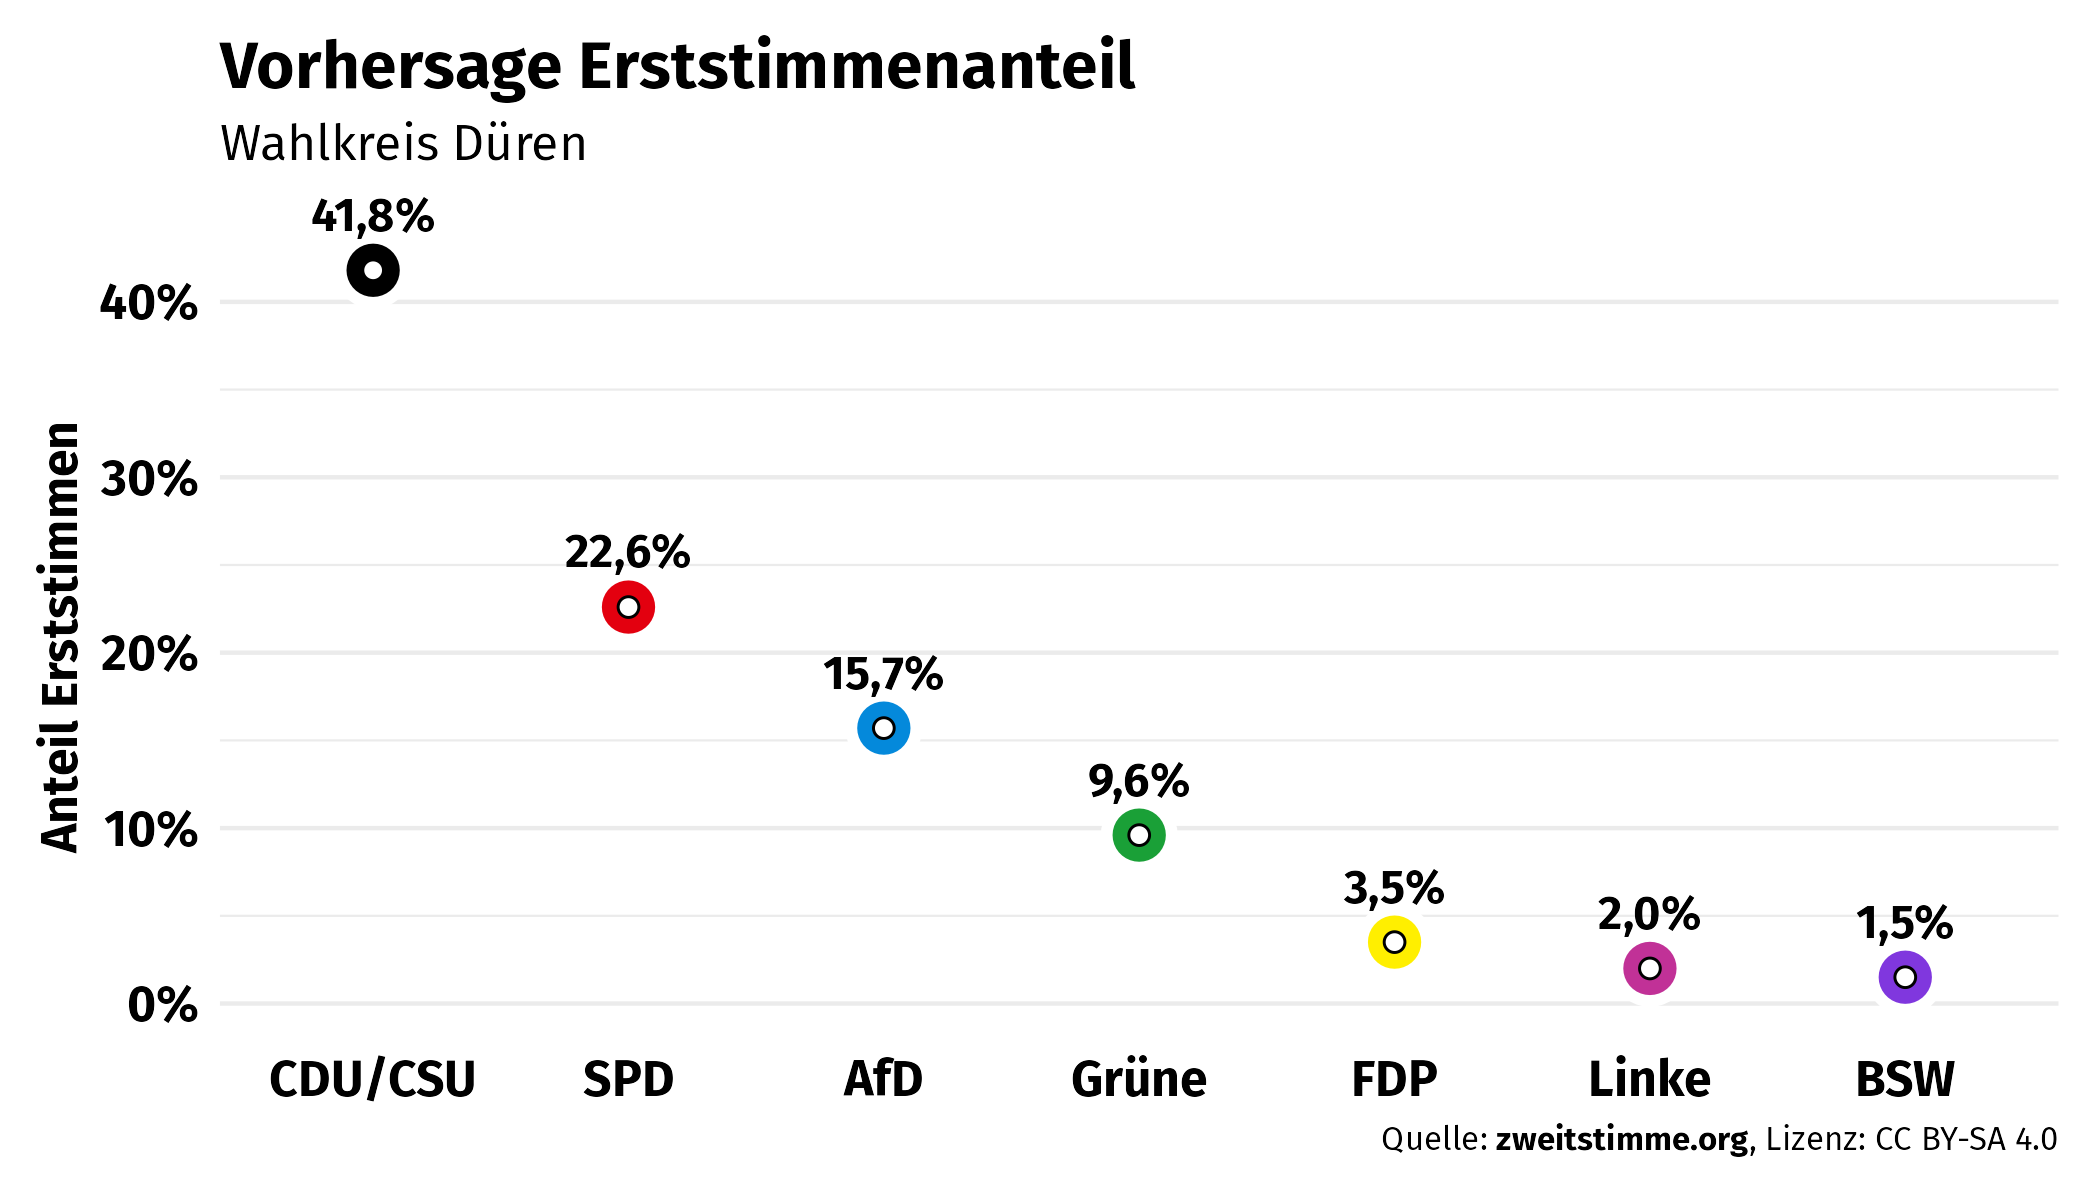 Vorhersage Erststimmenanteil
Wahlkreis Düren
41,8%
40%
30%
22,6%
20%
15,7%
9,6%
10%
3,5%
2,0%
1,5%
0%
Anteil Erststimmen
CDU/CSU SPD AfD Grüne FDP Linke BSW
Quelle: zweitstimme.org, Lizenz: CC BY-SA 4.0